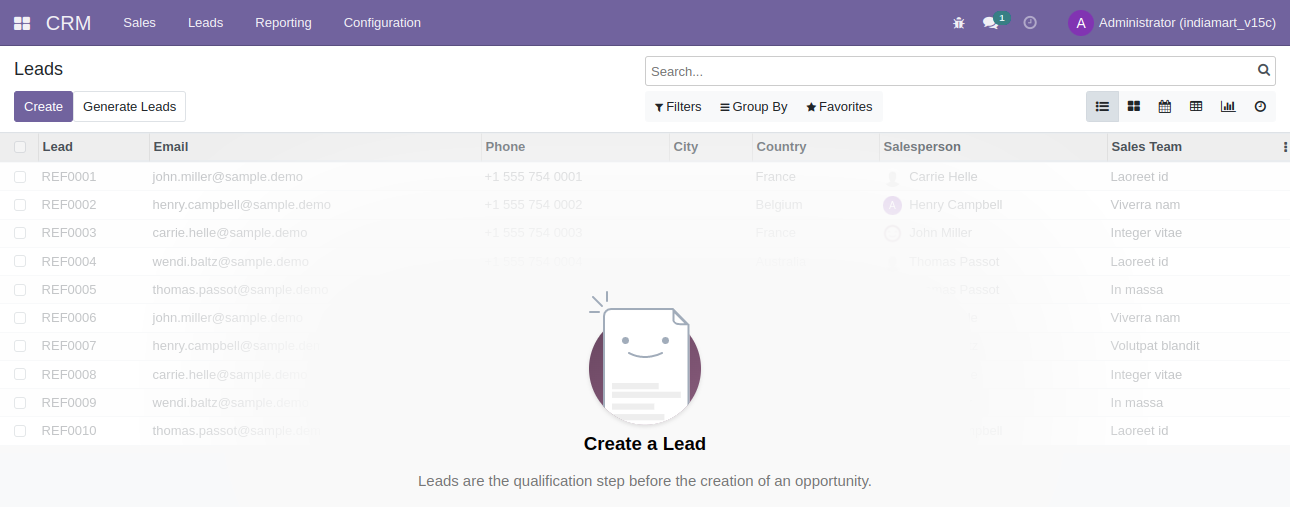 CRM Sales Leads Reporting Configuration 1 A Administrator (indiamart_v15c)
Leads
Search...
Create Generate Leads
Filters Group By Favorites
Lead Email Phone City Country Salesperson Sales Team
REF0001 john.miller@sample.demo +1 555 754 0001 France Carrie Helle Laoreet id
REF0002 henry.campbell@sample.demo +1 555 754 0002 Belgium A Henry Campbell Viverra nam
REF0003 carrie.helle@sample.demo +1 555 754 0003 France John Miller Integer vitae
REF0004 wendi.baltz@sample.demo Thomas Passot Laoreet id
REF0005 thomas.passot@sample.demo Passot In massa
REF0006 john.miller@sample.demo Viverra nam
REF0007 henry.campbell@sample.demo Volutpat blandit
REF0008 carrie.helle@sample.demo Integer vitae
REF0009 wendi.baltz@sample.demo In massa
REF0010 thomas.passot@sample.demo Laoreet id
Create a Lead
Leads are the qualification step before the creation of an opportunity.